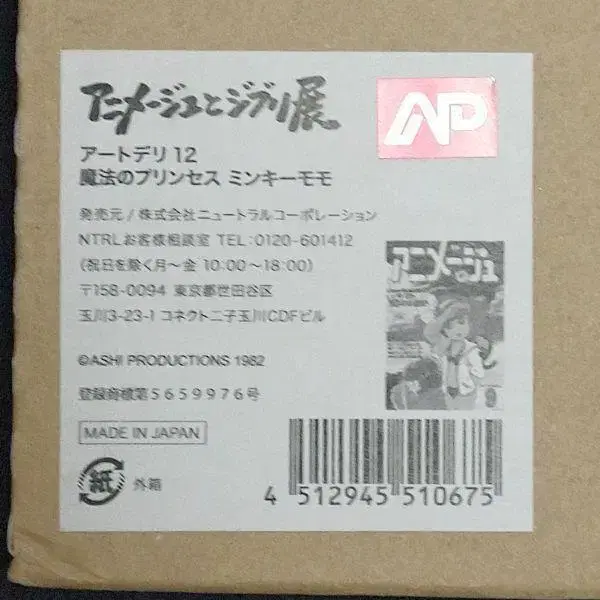 アニメージュとジブリ展
AP
アートデリ 12
魔法のプリンセス ミンキーモモ
発売元 / 株式会社ニュートラルコーポレーション
NTRLお客様相談室 TEL:0120-601412
(祝日を除く月〜金 10:00〜18:00)
〒158-0094 東京都世田谷区
玉川3-23-1 コネクト二子玉川CDFビル
アニメージュ
9
©ASHI PRODUCTIONS 1982
登録商標第5659976号
MADE IN JAPAN
紙 外箱
4 512945 510675